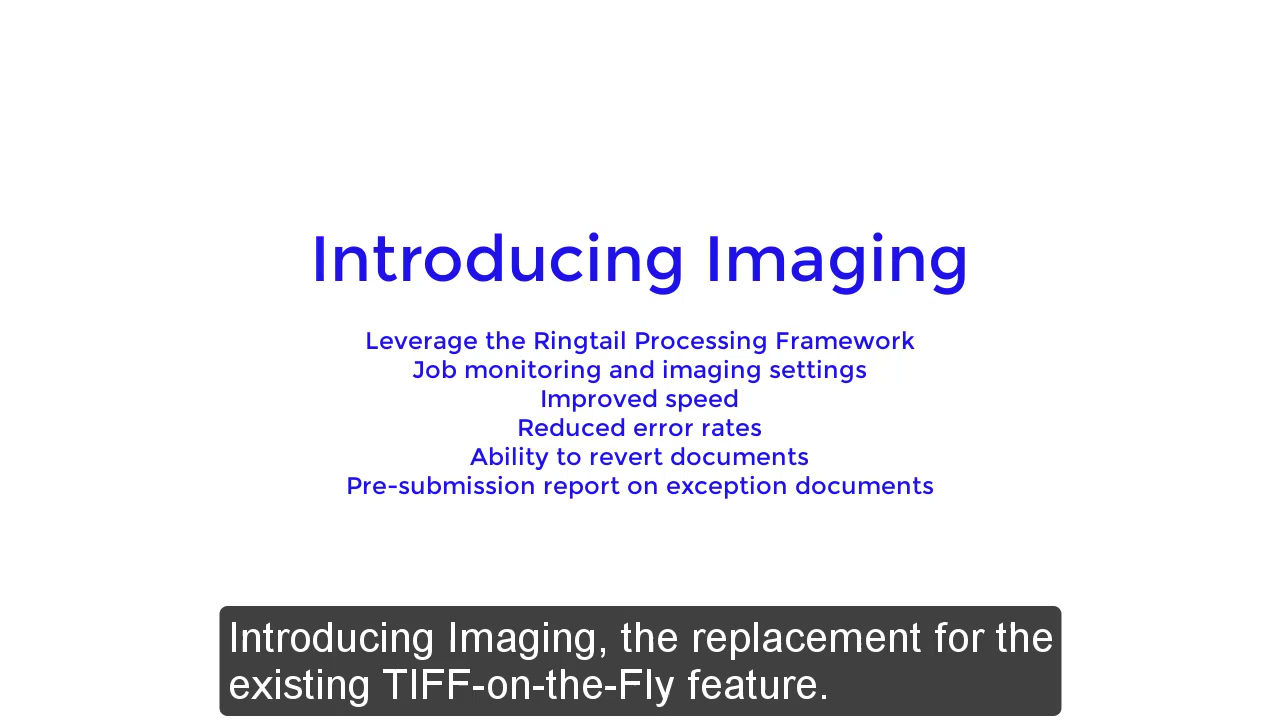 Introducing Imaging
Leverage the Ringtail Processing Framework
Job monitoring and imaging settings
Improved speed
Reduced error rates
Ability to revert documents
Pre-submission report on exception documents
Introducing Imaging, the replacement for the
existing TIFF-on-the-Fly feature.